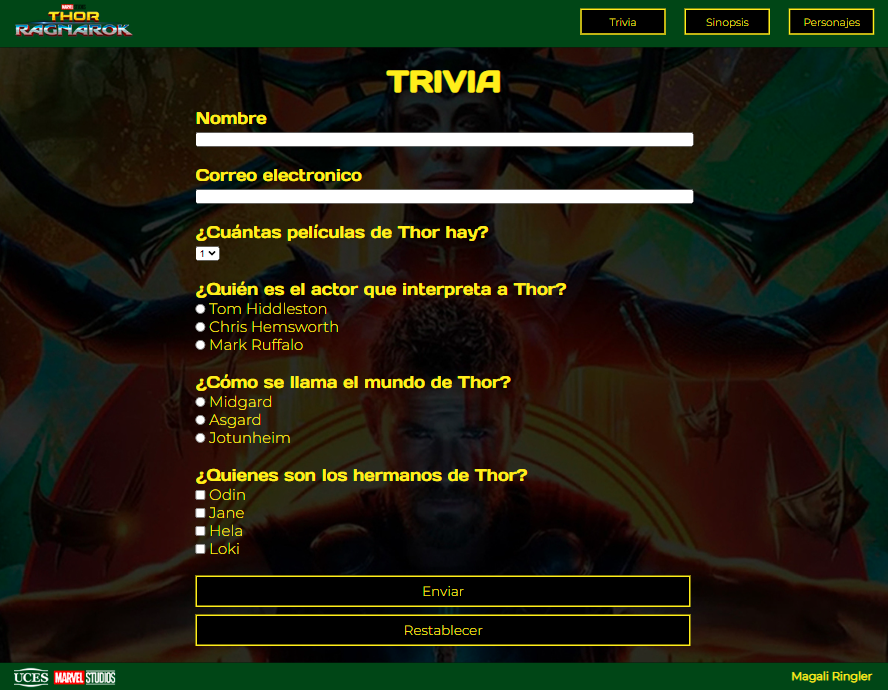 MARVEL
THOR
RAGNAROK
Trivia
Sinopsis
Personajes
TRIVIA
Nombre
Correo electronico
¿Cuántas películas de Thor hay?
1
¿Quién es el actor que interpreta a Thor?
Tom Hiddleston
Chris Hemsworth
Mark Ruffalo
¿Cómo se llama el mundo de Thor?
Midgard
Asgard
Jotunheim
¿Quienes son los hermanos de Thor?
Odin
Jane
Hela
Loki
Enviar
Restablecer
UCES
MARVEL STUDIOS
Magali Ringler